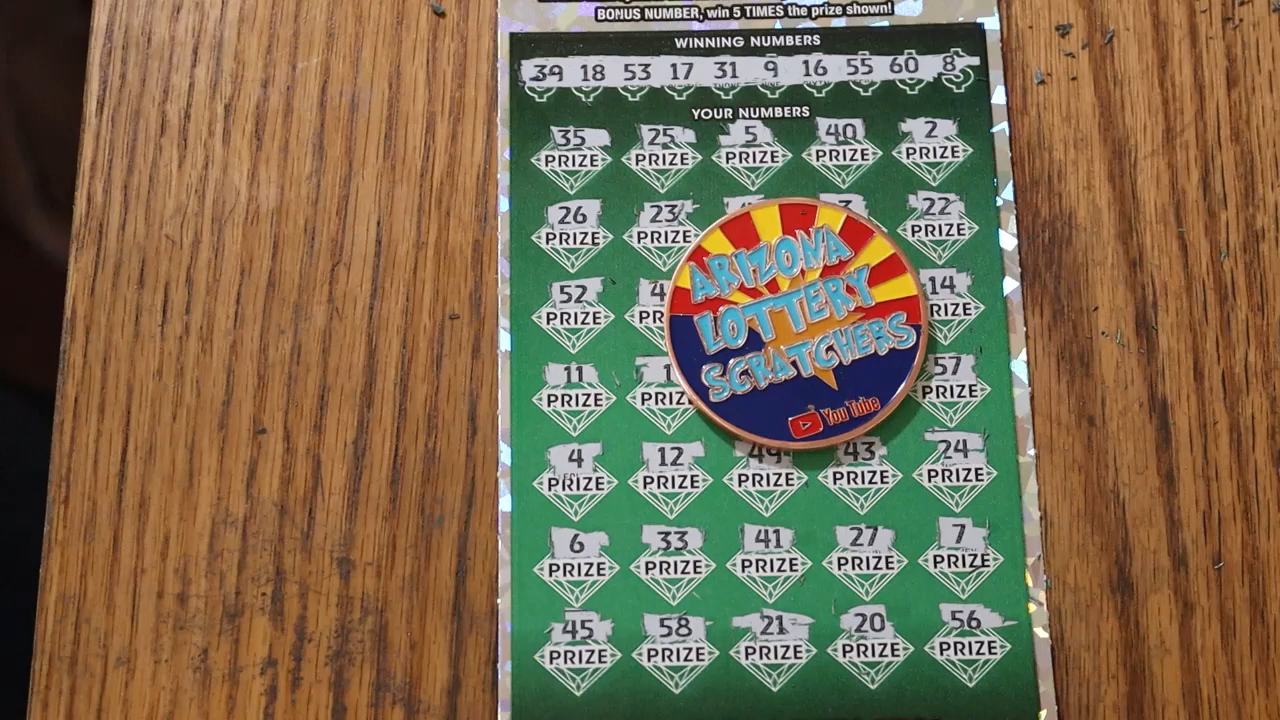 BONUS NUMBER, win 5 TIMES the prize shown!
WINNING NUMBERS
39 18 53 17 31 9 16 55 60 8
YOUR NUMBERS
35 25 5 40 2
PRIZE PRIZE PRIZE PRIZE PRIZE
26 23 22
PRIZE PRIZE PRIZE
52 14
PRIZE PRIZE
11 57
PRIZE PRIZE
4 12 49 43 24
PRIZE PRIZE PRIZE PRIZE PRIZE
6 33 41 27 7
PRIZE PRIZE PRIZE PRIZE PRIZE
45 58 21 20 56
PRIZE PRIZE PRIZE PRIZE PRIZE
ARIZONA
LOTTERY
SCRATCHERS
You Tube